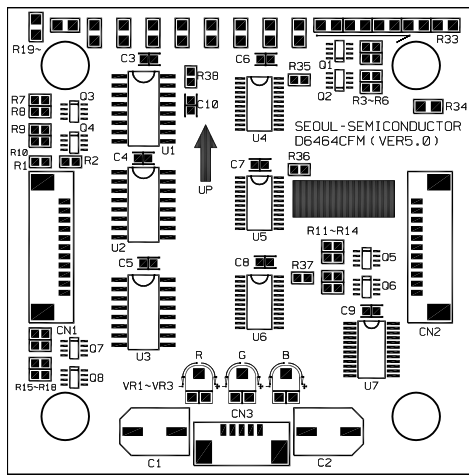 R19~
C3
C6
Q1
R33
R35
R38
Q2
R3~R6
R7
R8
Q3
C10
R34
R9
Q4
U1
U4
SEOUL-SEMICONDUCTOR
D6464CFM (VER5.0)
R10
R1
R2
C4
C7
R36
UP
U2
U5
R11~R14
C5
C8
Q5
R37
Q6
CN1
C9
CN2
U3
U6
Q7
R
G
B
U7
Q8
R15~R18
VR1~VR3
CN3
C1
C2